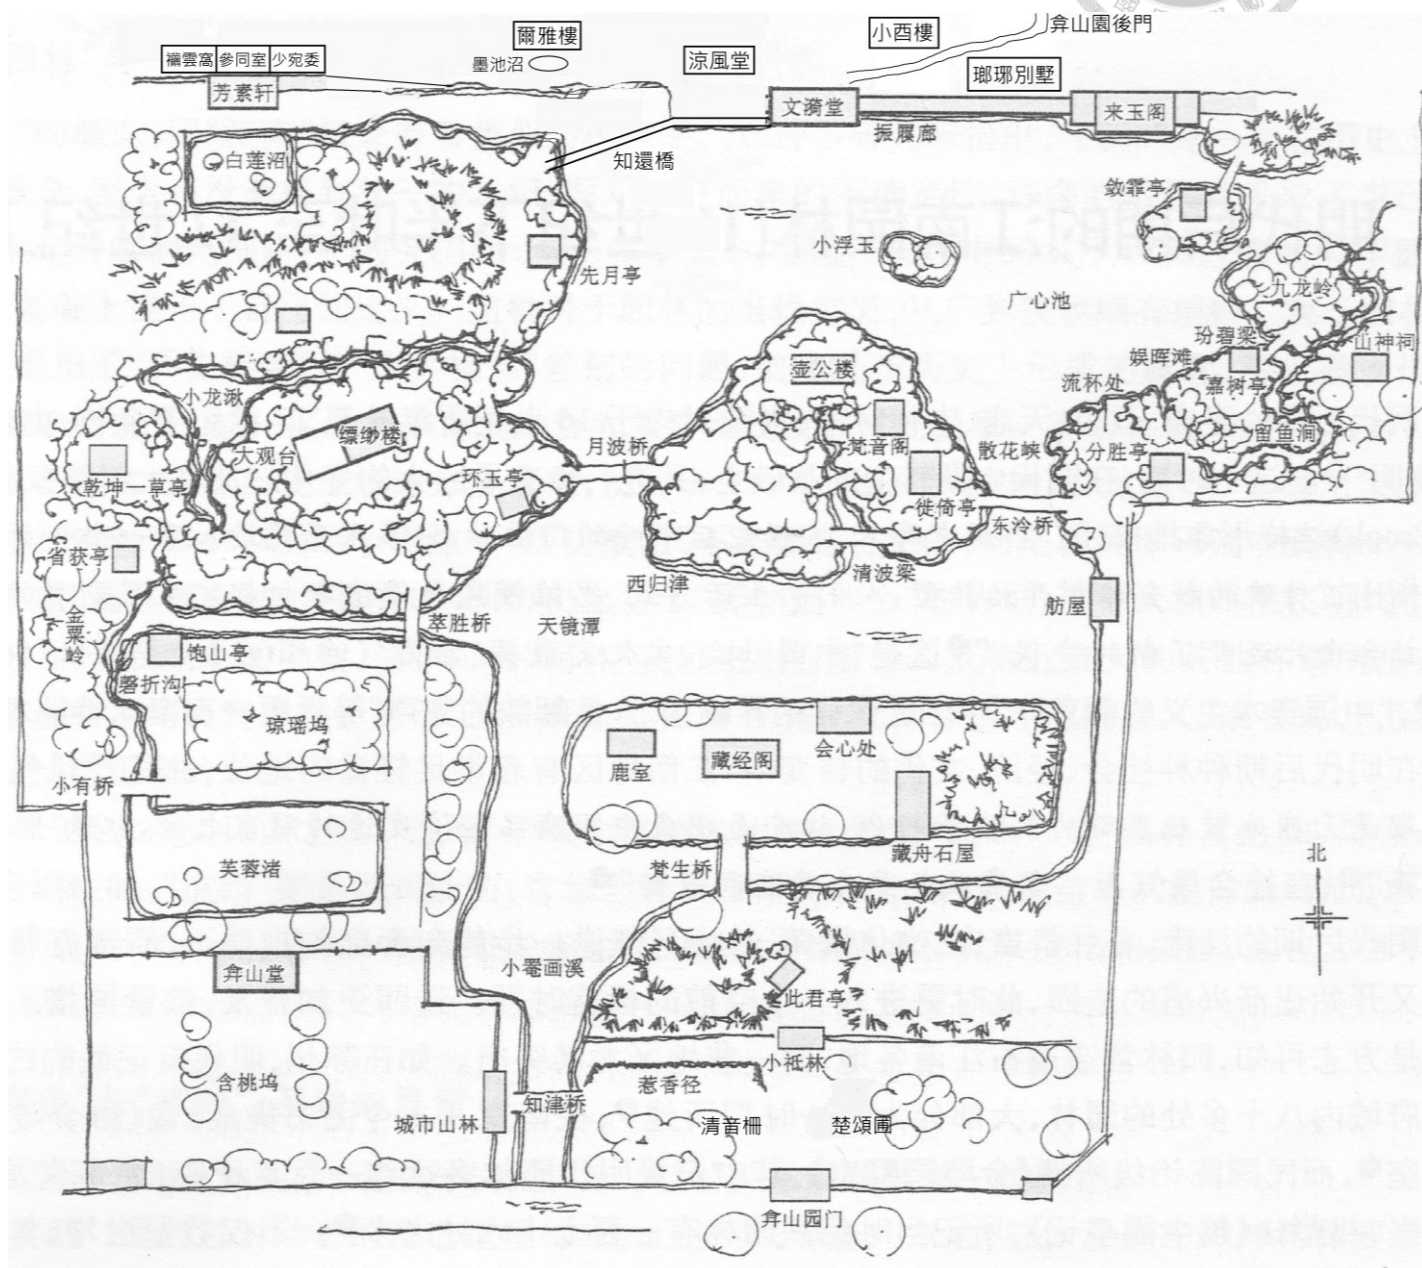 弇山園後門
小酉樓
爾雅樓
墨池沼
涼風堂
瑯琊別墅
褵雲窩 參同室 少宛委
芳素轩
文漪堂
振屧廊
来玉阁
知還橋
白莲沼
敛霏亭
小浮玉
先月亭
广心池
九龙岭
玢碧梁
山神祠
娱晖滩
嘉树亭
流杯处
壶公楼
小龙湫
缥缈楼
大观台
月波桥
梵音阁
散花峡
留鱼涧
分胜亭
乾坤一草亭
环玉亭
徙倚亭
东泠桥
省获亭
西归津
清波梁
舫屋
金粟岭
萃胜桥
天镜潭
饱山亭
磬折沟
琼瑶坞
会心处
鹿室
藏经阁
小有桥
藏舟石屋
北
芙蓉渚
梵生桥
弇山堂
小罨画溪
此君亭
小祇林
惹香径
含桃坞
知津桥
城市山林
清音柵
楚頌圃
弇山园门